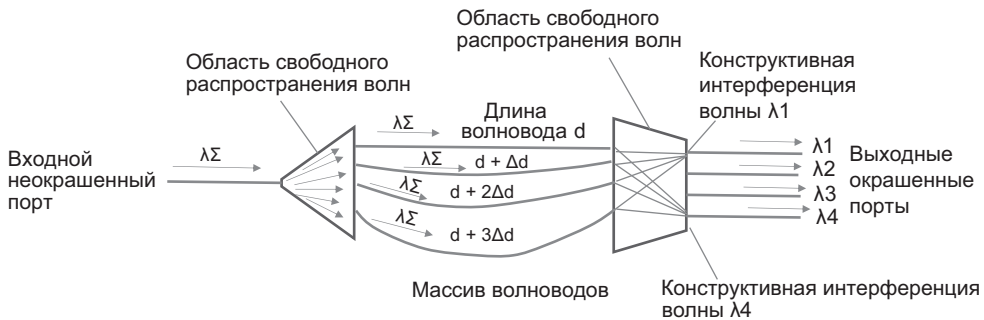 Область свободного
распространения волн
Область свободного
распространения волн
Конструктивная
интерференция
волны λ1
Длина
волновода d
λΣ
λΣ
λΣ
λΣ
λΣ
d + Δd
d + 2Δd
d + 3Δd
Входной
неокрашенный
порт
λ1
λ2
λ3
λ4
Выходные
окрашенные
порты
Массив волноводов
Конструктивная интерференция
волны λ4